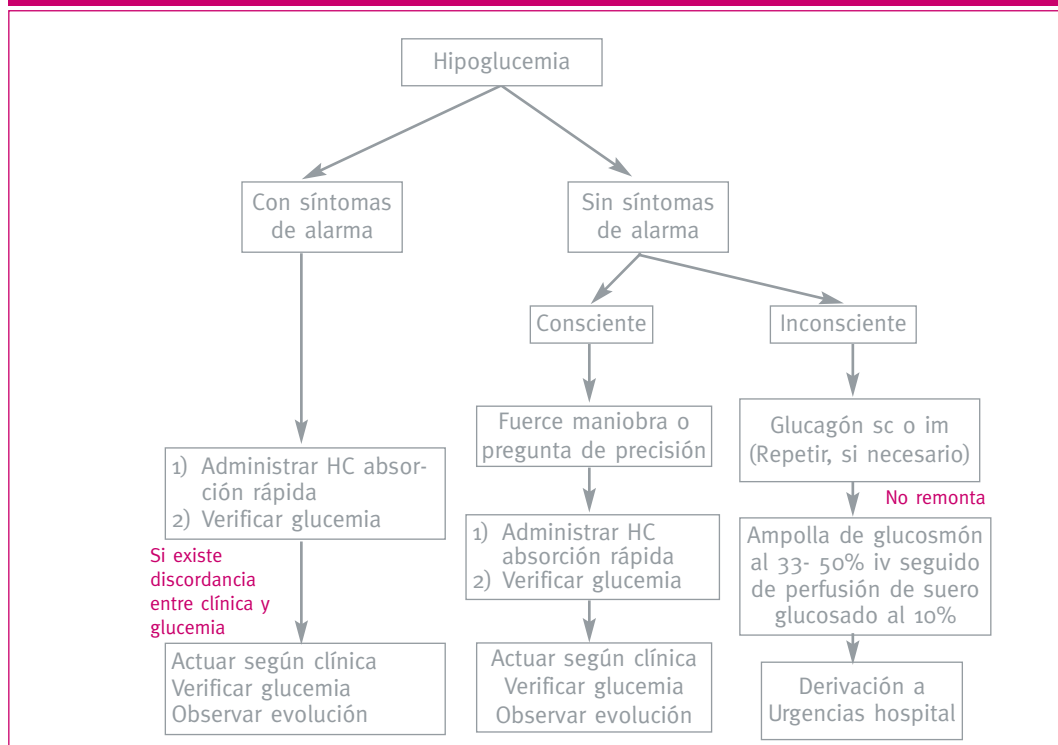 Hipoglucemia
Con síntomas
de alarma
Sin síntomas
de alarma
Consciente
Inconsciente
Fuerce maniobra o
pregunta de precisión
Glucagón sc o im
(Repetir, si necesario)
1) Administrar HC absor-
ción rápida
2) Verificar glucemia
No remonta
1) Administrar HC
absorción rápida
2) Verificar glucemia
Ampolla de glucosmón
al 33- 50% iv seguido
de perfusión de suero
glucosado al 10%
Si existe
discordancia
entre clínica y
glucemia
Actuar según clínica
Verificar glucemia
Observar evolución
Actuar según clínica
Verificar glucemia
Observar evolución
Derivación a
Urgencias hospital